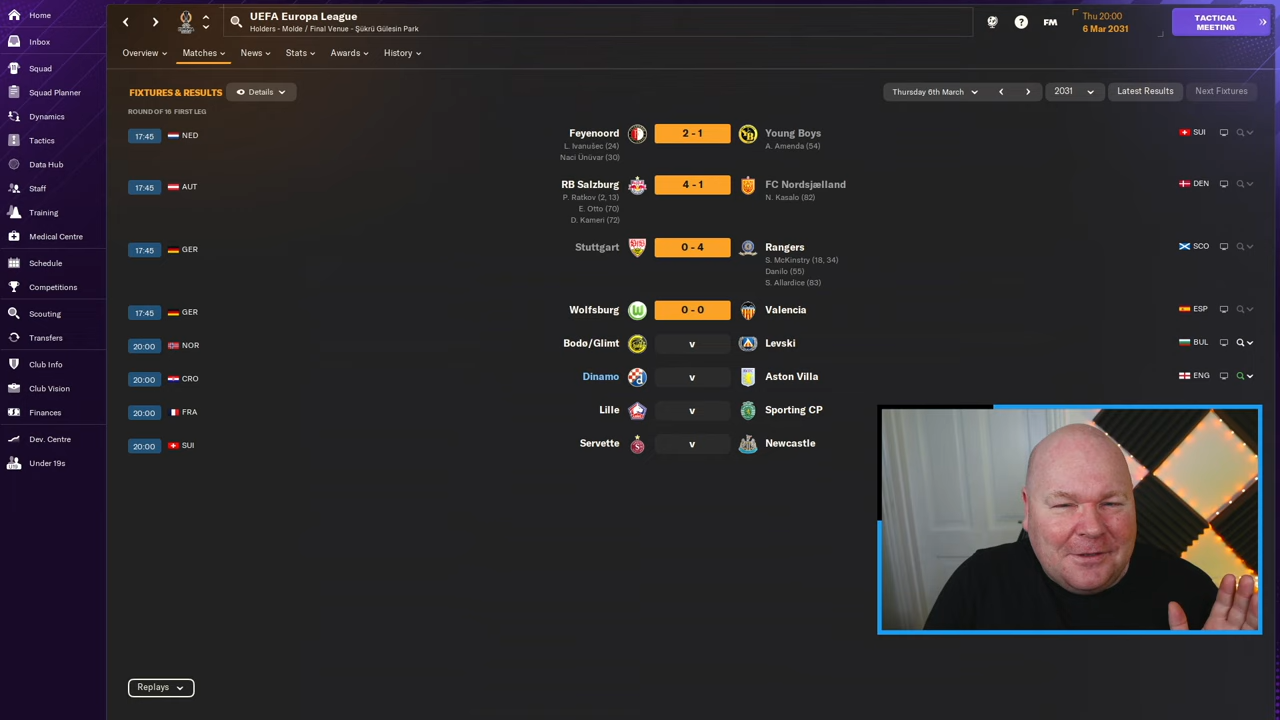 Home
Inbox
Squad
Squad Planner
Dynamics
Tactics
Data Hub
Staff
Training
Medical Centre
Schedule
Competitions
Scouting
Transfers
Club Info
Club Vision
Finances
Dev. Centre
Under 19s
UEFA Europa League
Holders - Molde / Final Venue - Şükrü Gülesin Park
FM
Thu 20:00
6 Mar 2031
TACTICAL MEETING
Overview
Matches
News
Stats
Awards
History
FIXTURES & RESULTS
Details
Thursday 6th March
2031
Latest Results
Next Fixtures
ROUND OF 16 FIRST LEG
17:45 NED Feyenoord 2 - 1 Young Boys SUI
L. Ivanušec (24) A. Amenda (54)
Naci Ünüvar (30)
17:45 AUT RB Salzburg 4 - 1 FC Nordsjælland DEN
P. Ratkov (2, 13) N. Kasalo (82)
E. Otto (70)
D. Kameri (72)
17:45 GER Stuttgart 0 - 4 Rangers SCO
S. McKinstry (18, 34)
Danilo (55)
S. Allardice (83)
17:45 GER Wolfsburg 0 - 0 Valencia ESP
20:00 NOR Bodø/Glimt v Levski BUL
20:00 CRO Dinamo v Aston Villa ENG
20:00 FRA Lille v Sporting CP
20:00 SUI Servette v Newcastle
Replays